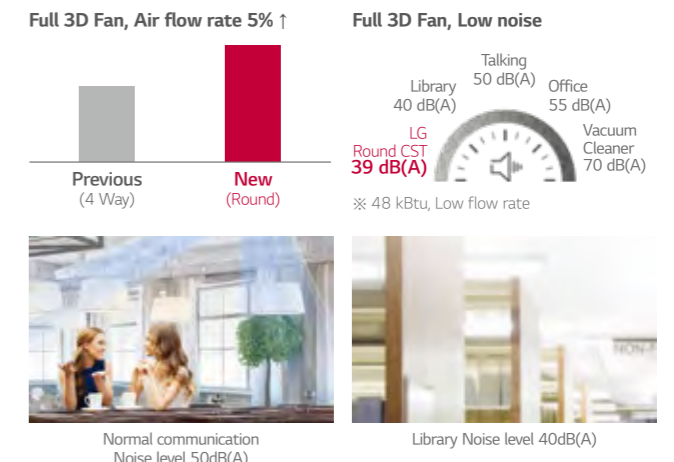 Full 3D Fan, Air flow rate 5% ↑
Previous
(4 Way)
New
(Round)
Full 3D Fan, Low noise
Talking
50 dB(A)
Library
40 dB(A)
Office
55 dB(A)
LG
Round CST
39 dB(A)
Vacuum
Cleaner
70 dB(A)
※ 48 kBtu, Low flow rate
Normal communication
Noise level 50dB(A)
NON-
Library Noise level 40dB(A)